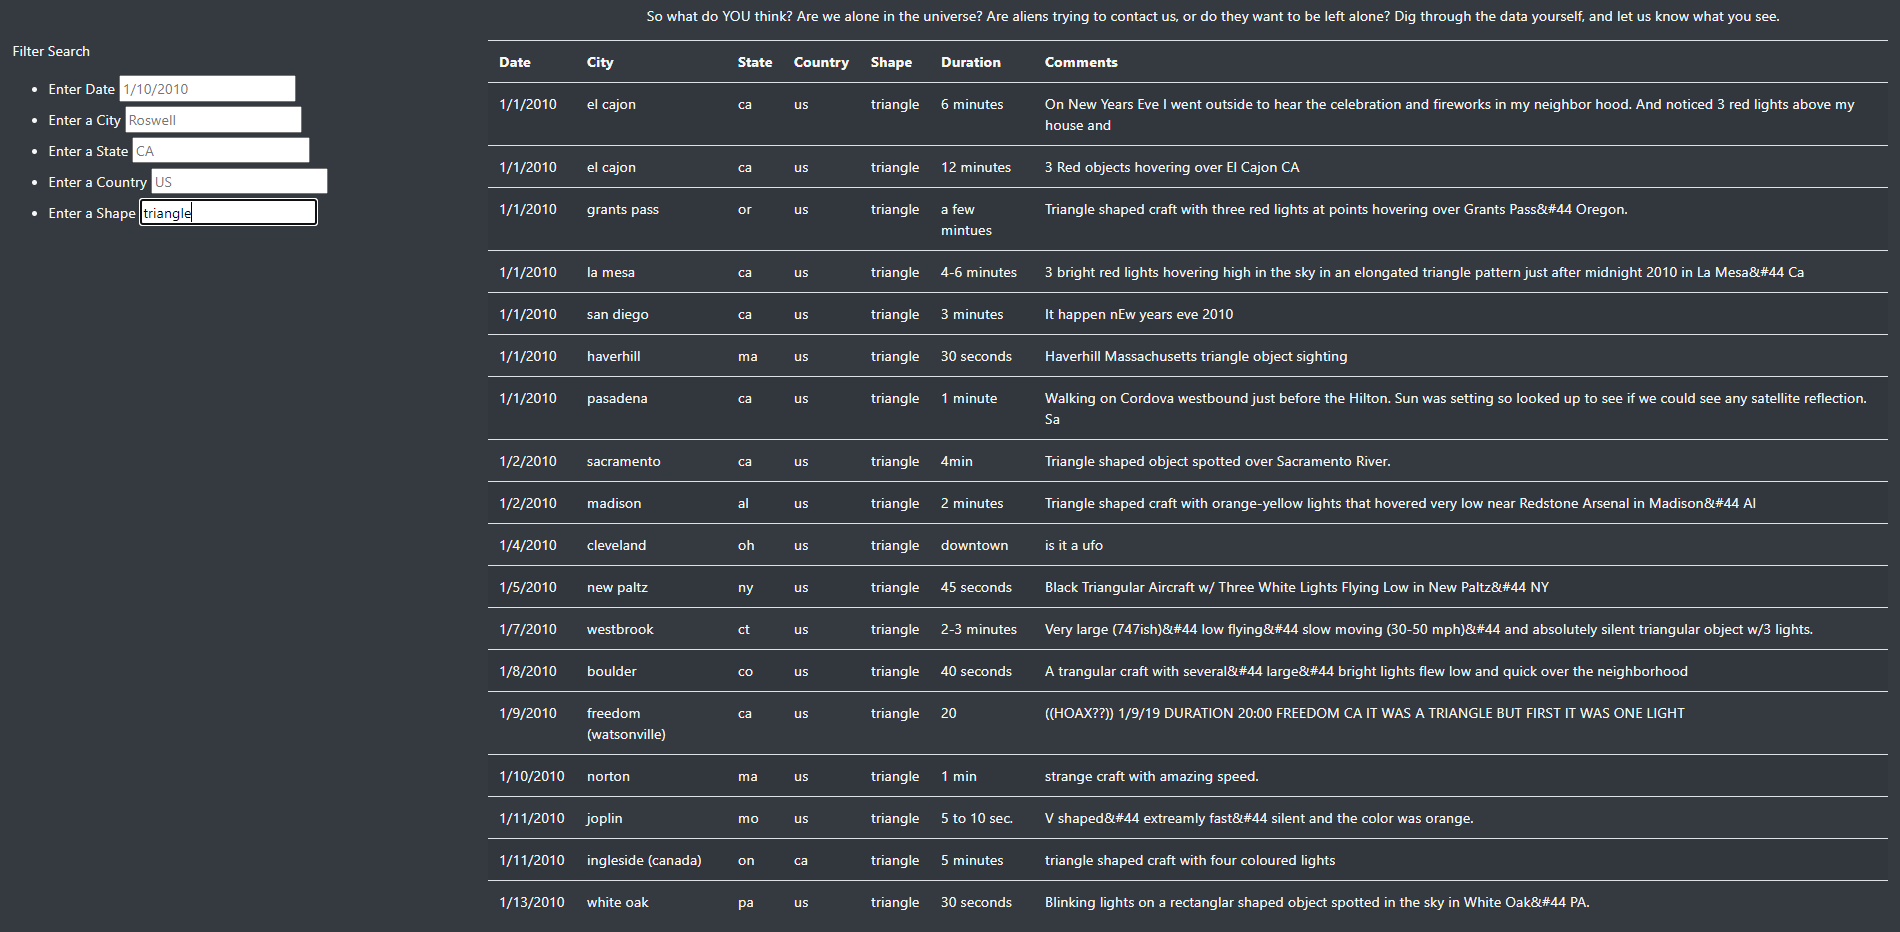 So what do YOU think? Are we alone in the universe? Are aliens trying to contact us, or do they want to be left alone? Dig through the data yourself, and let us know what you see.
Filter Search
Enter Date 1/10/2010
Enter a City Roswell
Enter a State CA
Enter a Country US
Enter a Shape triangle
Date City State Country Shape Duration Comments
1/1/2010 el cajon ca us triangle 6 minutes On New Years Eve I went outside to hear the celebration and fireworks in my neighbor hood. And noticed 3 red lights above my
house and
1/1/2010 el cajon ca us triangle 12 minutes 3 Red objects hovering over El Cajon CA
1/1/2010 grants pass or us triangle a few Triangle shaped craft with three red lights at points hovering over Grants Pass&#44 Oregon.
mintues
1/1/2010 la mesa ca us triangle 4-6 minutes 3 bright red lights hovering high in the sky in an elongated triangle pattern just after midnight 2010 in La Mesa&#44 Ca
1/1/2010 san diego ca us triangle 3 minutes It happen nEw years eve 2010
1/1/2010 haverhill ma us triangle 30 seconds Haverhill Massachusetts triangle object sighting
1/1/2010 pasadena ca us triangle 1 minute Walking on Cordova westbound just before the Hilton. Sun was setting so looked up to see if we could see any satellite reflection.
Sa
1/2/2010 sacramento ca us triangle 4min Triangle shaped object spotted over Sacramento River.
1/2/2010 madison al us triangle 2 minutes Triangle shaped craft with orange-yellow lights that hovered very low near Redstone Arsenal in Madison&#44 Al
1/4/2010 cleveland oh us triangle downtown is it a ufo
1/5/2010 new paltz ny us triangle 45 seconds Black Triangular Aircraft w/ Three White Lights Flying Low in New Paltz&#44 NY
1/7/2010 westbrook ct us triangle 2-3 minutes Very large (747ish)&#44 low flying&#44 slow moving (30-50 mph)&#44 and absolutely silent triangular object w/3 lights.
1/8/2010 boulder co us triangle 40 seconds A trangular craft with several&#44 large&#44 bright lights flew low and quick over the neighborhood
1/9/2010 freedom ca us triangle 20 ((HOAX??)) 1/9/19 DURATION 20:00 FREEDOM CA IT WAS A TRIANGLE BUT FIRST IT WAS ONE LIGHT
(watsonville)
1/10/2010 norton ma us triangle 1 min strange craft with amazing speed.
1/11/2010 joplin mo us triangle 5 to 10 sec. V shaped&#44 extreamly fast&#44 silent and the color was orange.
1/11/2010 ingleside (canada) on ca triangle 5 minutes triangle shaped craft with four coloured lights
1/13/2010 white oak pa us triangle 30 seconds Blinking lights on a rectanglar shaped object spotted in the sky in White Oak&#44 PA.